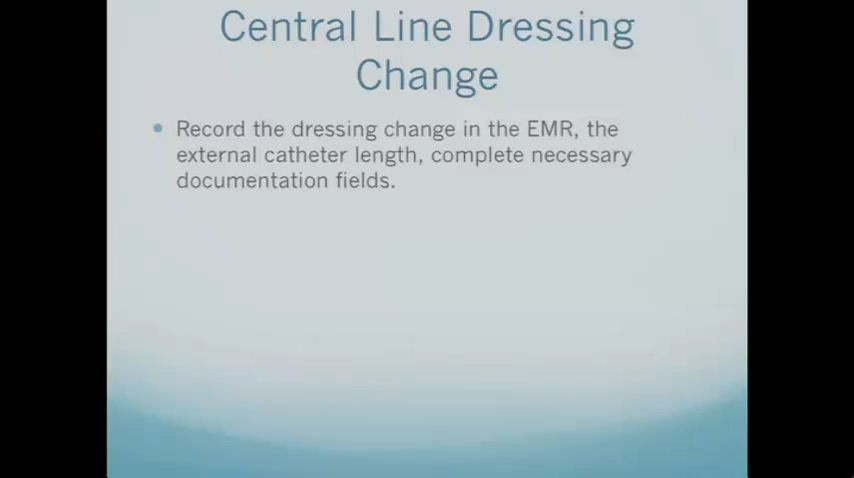 Central Line Dressing
Change
• Record the dressing change in the EMR, the
external catheter length, complete necessary
documentation fields.